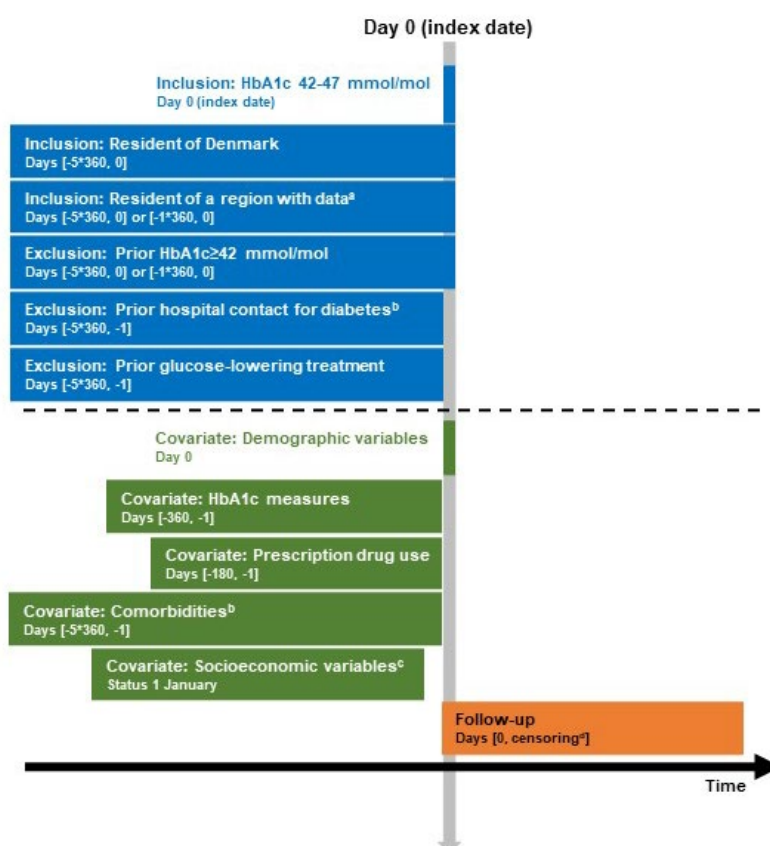 Day 0 (index date)
Inclusion: HbA1c 42-47 mmol/mol
Day 0 (index date)
Inclusion: Resident of Denmark
Days [-5*360, 0]
Inclusion: Resident of a region with dataᵃ
Days [-5*360, 0] or [-1*360, 0]
Exclusion: Prior HbA1c≥42 mmol/mol
Days [-5*360, 0] or [-1*360, 0]
Exclusion: Prior hospital contact for diabetesᵇ
Days [-5*360, -1]
Exclusion: Prior glucose-lowering treatment
Days [-5*360, -1]
Covariate: Demographic variables
Day 0
Covariate: HbA1c measures
Days [-360, -1]
Covariate: Prescription drug use
Days [-180, -1]
Covariate: Comorbiditiesᵇ
Days [-5*360, -1]
Covariate: Socioeconomic variablesᶜ
Status 1 January
Follow-up
Days [0, censoringᵈ]
Time